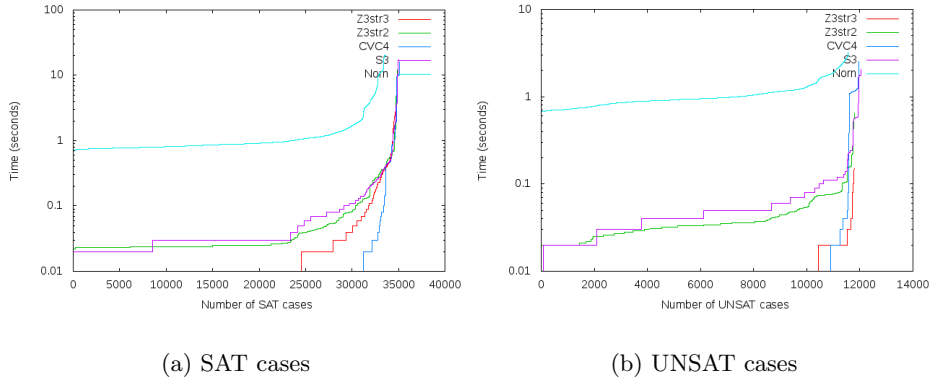 100
10
1
0.1
0.01
Time (seconds)
Z3str3
Z3str2
CVC4
S3
Norn
0 5000 10000 15000 20000 25000 30000 35000 40000
Number of SAT cases
(a) SAT cases
10
1
0.1
0.01
Time (seconds)
Z3str3
Z3str2
CVC4
S3
Norn
0 2000 4000 6000 8000 10000 12000 14000
Number of UNSAT cases
(b) UNSAT cases